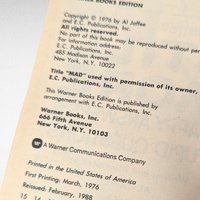 BOOKS EDITION
Copyright © 1976 by Al Jaffee
and E.C. Publications, Inc.
All rights reserved.
No part of this book may be reproduced without per
For information address:
E.C. Publications, Inc.
485 Madison Avenue
New York, N.Y. 10022
Title "MAD" used with permission of its owner,
E.C. Publications, Inc.
This Warner Books Edition is published by
arrangement with E.C. Publications, Inc.
Warner Books, Inc.
666 Fifth Avenue
New York, N.Y. 10103
A Warner Communications Company
Printed in the United States of America
First Printing: March, 1976
Reissued: February, 1988
15 14